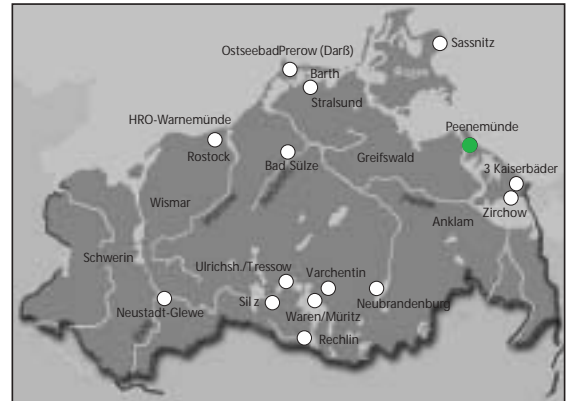 Sassnitz
OstseebadPrerow (Darß)
Barth
Stralsund
HRO-Warnemünde
Peenemünde
Rostock
Bad Sülze
Greifswald
3 Kaiserbäder
Wismar
Zirchow
Anklam
Schwerin
Ulrichsh./Tressow
Varchentin
Silz
Neubrandenburg
Neustadt-Glewe
Waren/Müritz
Rechlin